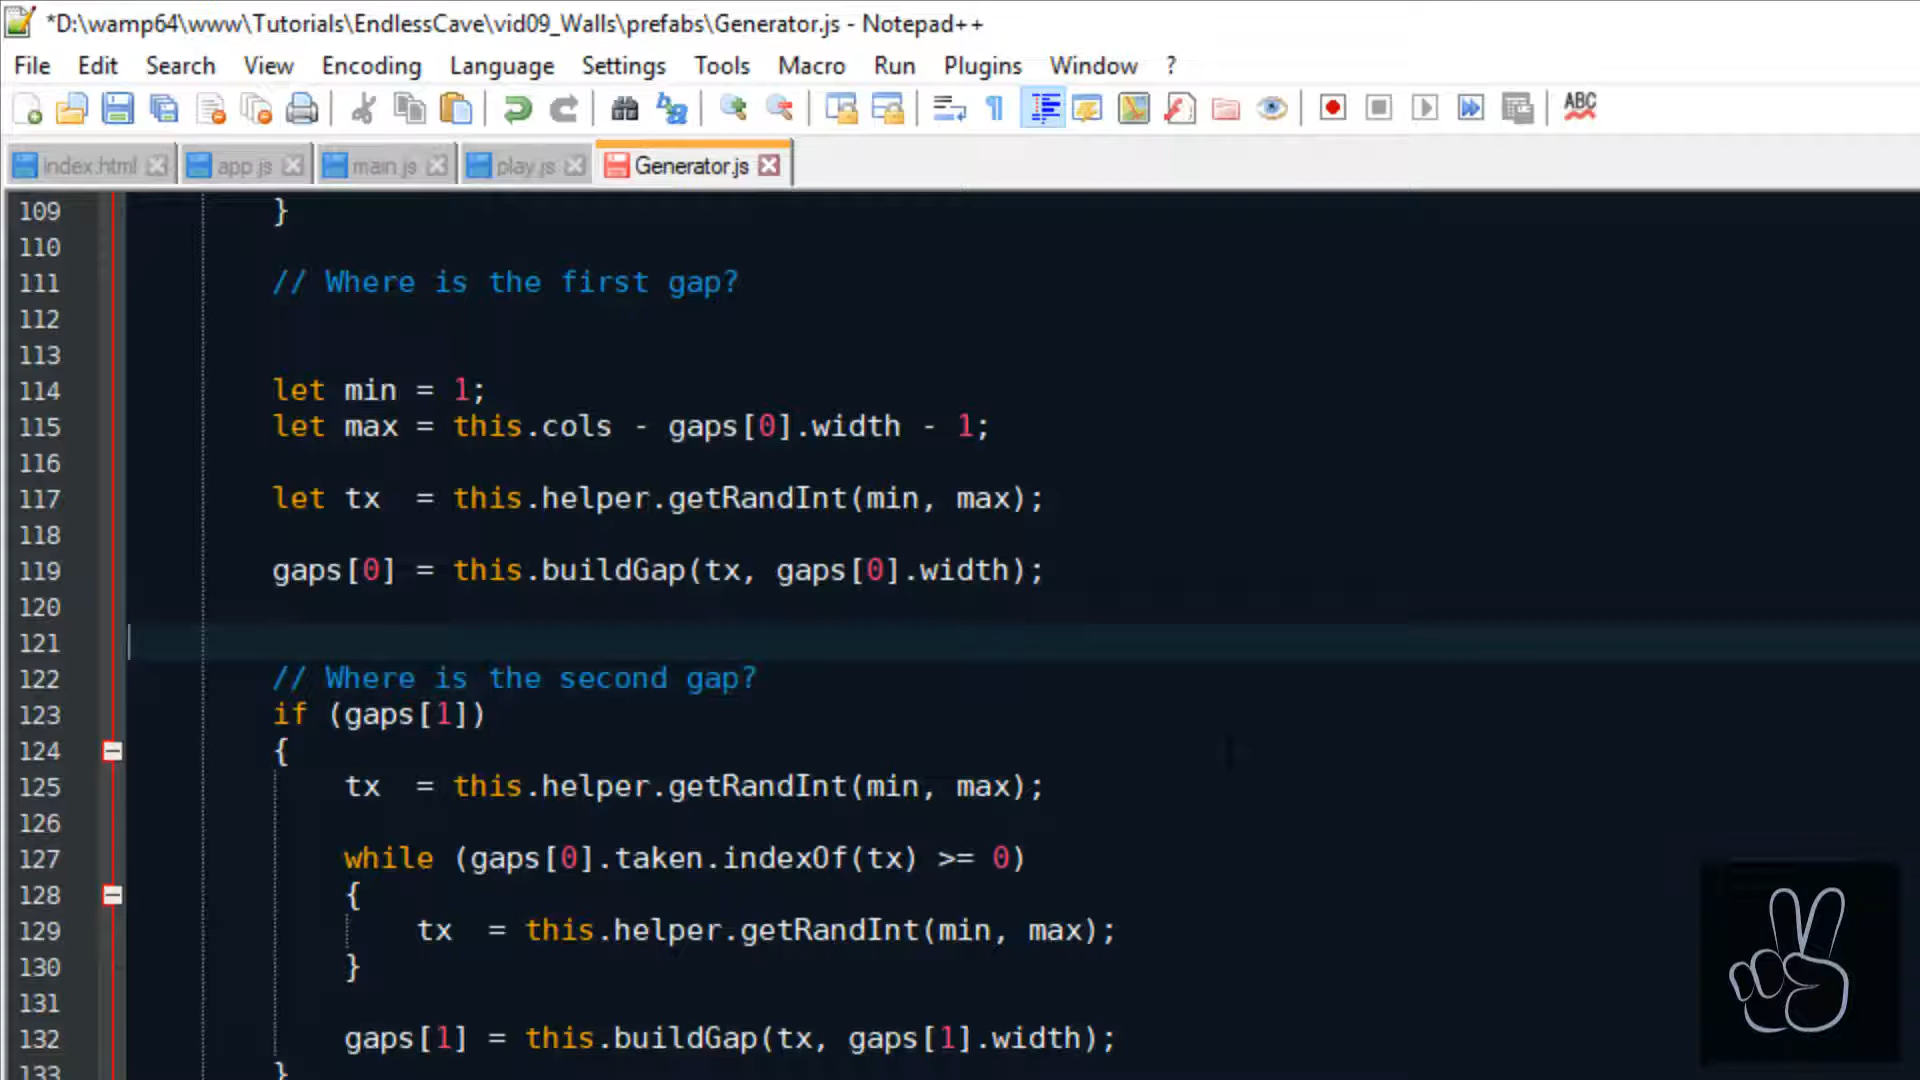 *D:\wamp64\www\Tutorials\EndlessCave\vid09_Walls\prefabs\Generator.js - Notepad++
File Edit Search View Encoding Language Settings Tools Macro Run Plugins Window ?
ABC
index.html app.js main.js play.js Generator.js
109 }
110
111 // Where is the first gap?
112
113
114 let min = 1;
115 let max = this.cols - gaps[0].width - 1;
116
117 let tx  = this.helper.getRandInt(min, max);
118
119 gaps[0] = this.buildGap(tx, gaps[0].width);
120
121
122 // Where is the second gap?
123 if (gaps[1])
124 {
125 tx  = this.helper.getRandInt(min, max);
126
127 while (gaps[0].taken.indexOf(tx) >= 0)
128 {
129 tx  = this.helper.getRandInt(min, max);
130 }
131
132 gaps[1] = this.buildGap(tx, gaps[1].width);
133 }